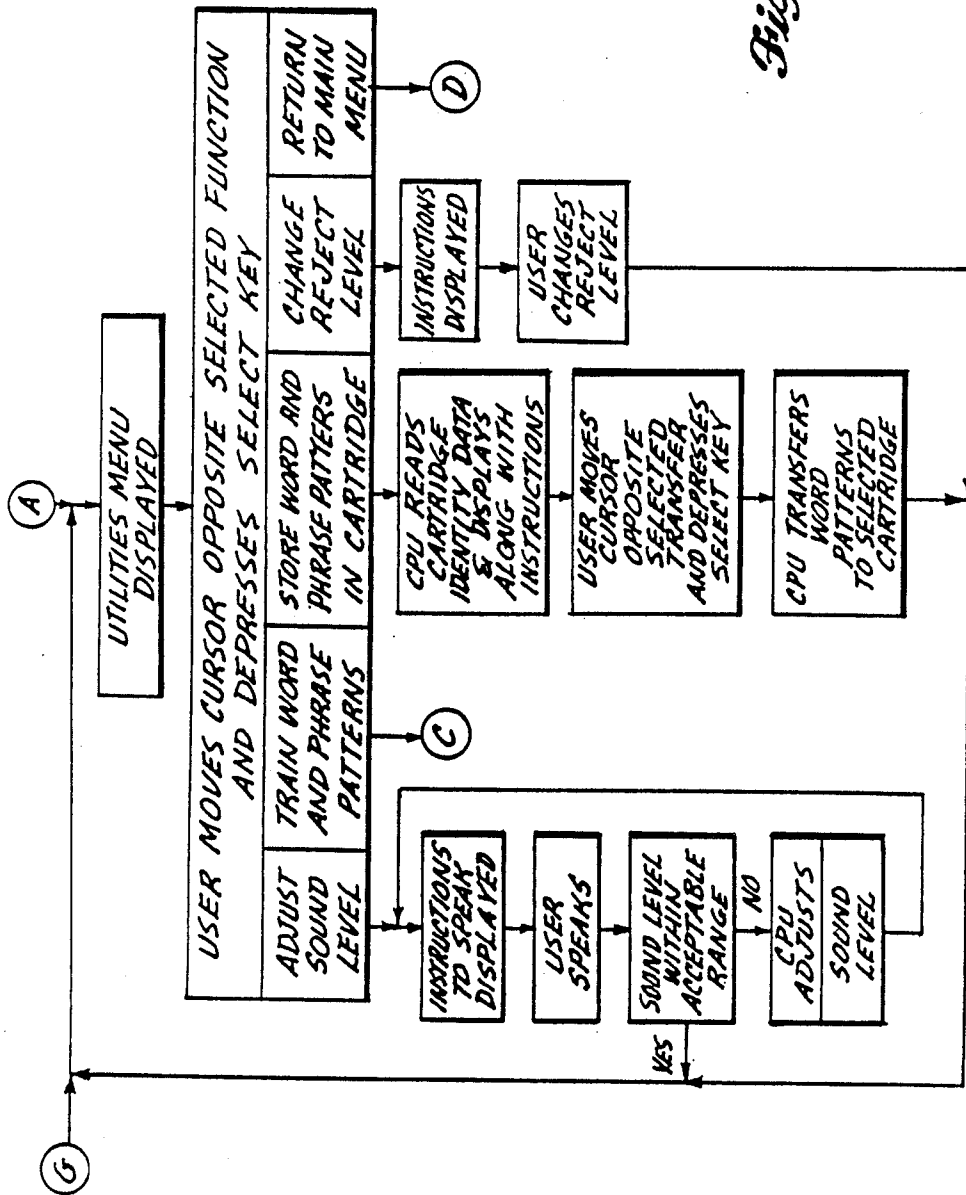 A
G
UTILITIES MENU
DISPLAYED
USER MOVES CURSOR OPPOSITE SELECTED FUNCTION
AND DEPRESSES SELECT KEY
ADJUST
SOUND
LEVEL
TRAIN WORD
AND PHRASE
PATTERNS
STORE WORD AND
PHRASE PATTERS
IN CARTRIDGE
CHANGE
REJECT
LEVEL
RETURN
TO MAIN
MENU
INSTRUCTIONS
TO SPEAK
DISPLAYED
USER
SPEAKS
SOUND LEVEL
WITHIN
ACCEPTABLE
RANGE
YES
NO
CPU
ADJUSTS
SOUND
LEVEL
C
CPU READS
CARTRIDGE
IDENTITY DATA
& DISPLAYS
ALONG WITH
INSTRUCTIONS
USER MOVES
CURSOR
OPPOSITE
SELECTED
TRANSFER
AND DEPRESSES
SELECT KEY
CPU TRANSFERS
WORD
PATTERNS
TO SELECTED
CARTRIDGE
INSTRUCTIONS
DISPLAYED
USER
CHANGES
REJECT
LEVEL
D
Fig